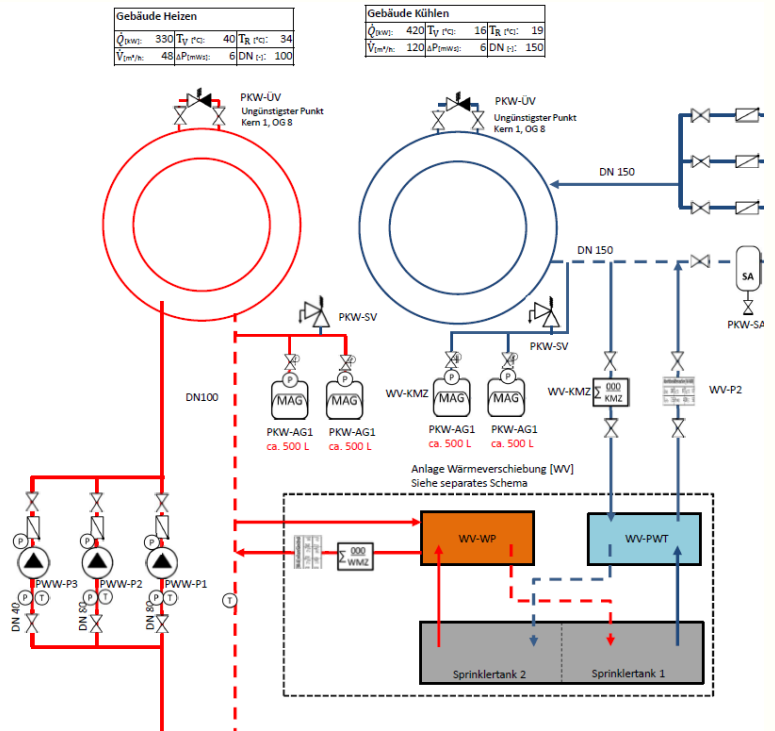 Gebäude Heizen
Q̇[kW]: 330 TV [°C]: 40 TR [°C]: 34
V̇[m³/h]: 48 ΔP[mWs]: 6 DN [-]: 100
Gebäude Kühlen
Q̇[kW]: 420 TV [°C]: 16 TR [°C]: 19
V̇[m³/h]: 120 ΔP[mWs]: 6 DN [-]: 150
PKW-ÜV
Ungünstigster Punkt
Kern 1, OG 8
PKW-ÜV
Ungünstigster Punkt
Kern 1, OG 8
DN 150
DN 150
SA
PKW-SA
PKW-SV
PKW-SV
DN100
P
P
P
P
MAG
MAG
MAG
MAG
WV-KMZ
WV-KMZ
Σ 000
KMZ
WV-P2
PKW-AG1
ca. 500 L
PKW-AG1
ca. 500 L
PKW-AG1
ca. 500 L
PKW-AG1
ca. 500 L
Anlage Wärmeverschiebung [WV]
Siehe separates Schema
WV-WP
WV-PWT
Σ 000
WMZ
P
P
P
PWW-P3
PWW-P2
PWW-P1
P T
P T
P T
T
DN 40
DN 80
DN 80
Sprinklertank 2
Sprinklertank 1